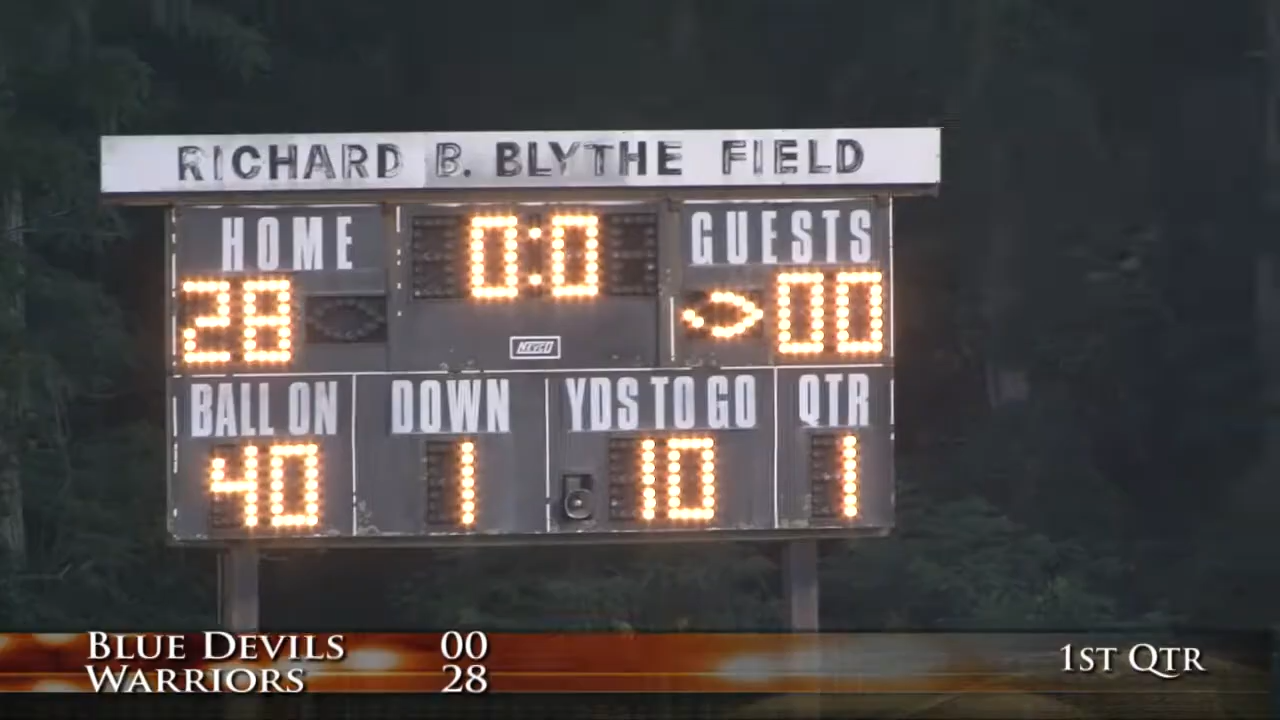 RICHARD B. BLYTHE FIELD
HOME 0:0 GUESTS
28 00
NEVCO
BALL ON DOWN YDS TO GO QTR
40 1 10 1
BLUE DEVILS 00
WARRIORS 28
1ST QTR